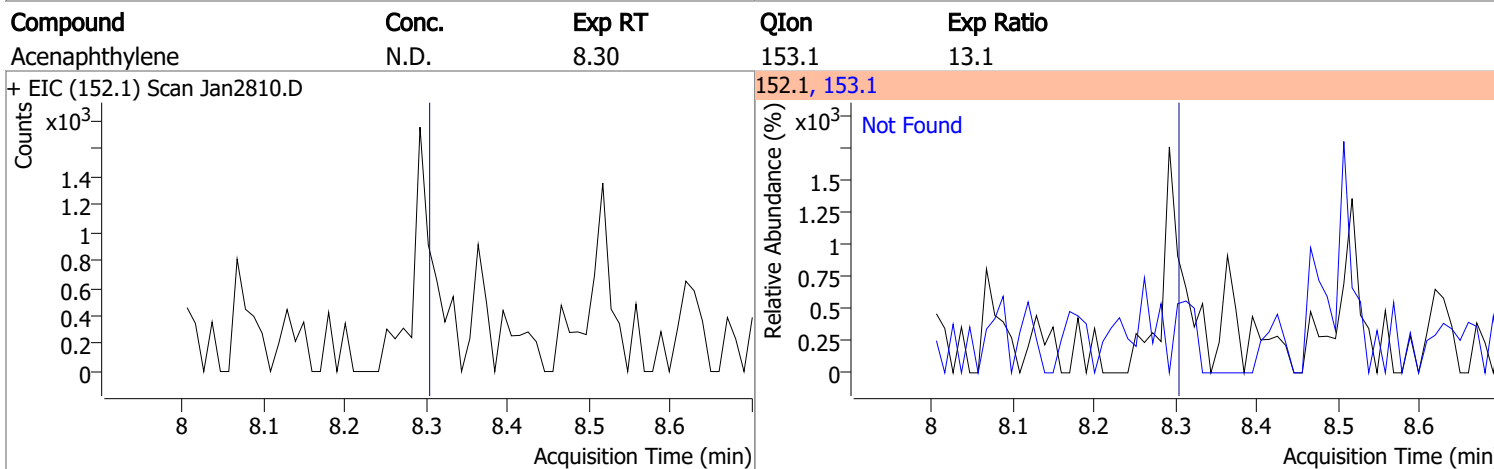 Compound Conc. Exp RT QIon Exp Ratio
Acenaphthylene N.D. 8.30 153.1 13.1
+ EIC (152.1) Scan Jan2810.D
Counts
x10³
1.4
1.2
1
0.8
0.6
0.4
0.2
0
8 8.1 8.2 8.3 8.4 8.5 8.6
Acquisition Time (min)
152.1, 153.1
Relative Abundance (%)
x10³
Not Found
1.5
1.25
1
0.75
0.5
0.25
0
8 8.1 8.2 8.3 8.4 8.5 8.6
Acquisition Time (min